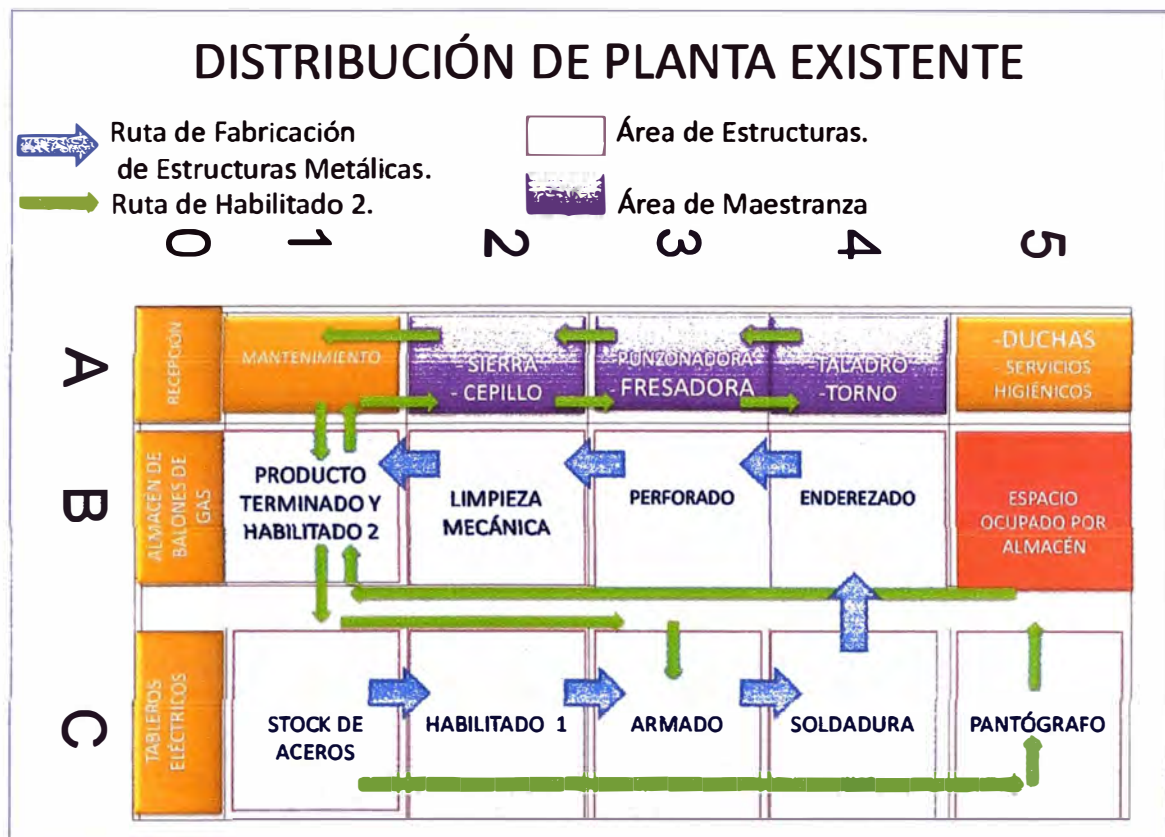 DISTRIBUCIÓN DE PLANTA EXISTENTE
Ruta de Fabricación
de Estructuras Metálicas.
Ruta de Habilitado 2.
Área de Estructuras.
Área de Maestranza
0 1 2 3 4 5
A
RECEPCIÓN
MANTENIMIENTO
-SIERRA
- CEPILLO
-PUNZONADORA
- FRESADORA
-TALADRO
-TORNO
-DUCHAS
- SERVICIOS
HIGIÉNICOS
B
ALMACÉN DE
BALONES DE
GAS
PRODUCTO
TERMINADO Y
HABILITADO 2
LIMPIEZA
MECÁNICA
PERFORADO
ENDEREZADO
ESPACIO
OCUPADO POR
ALMACÉN
C
TABLEROS
ELÉCTRICOS
STOCK DE
ACEROS
HABILITADO 1
ARMADO
SOLDADURA
PANTÓGRAFO